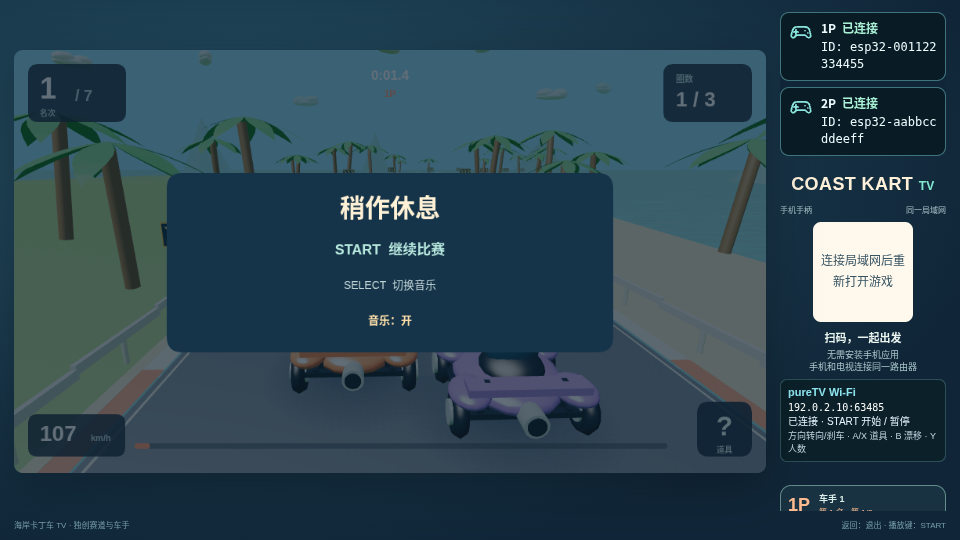 1 / 7
名次
0:01.4
2P
圈数
1 / 3
稍作休息
START 继续比赛
SELECT 切换音乐
音乐：开
107 km/h
?
道具
1P 已连接
ID: esp32-001122
334455
2P 已连接
ID: esp32-aabbcc
ddeeff
COAST KART TV
手机手柄 同一局域网
连接局域网后重
新打开游戏
扫码，一起出发
无需安装手机应用
手机和电视连接同一路由器
pureTV Wi-Fi
192.0.2.10:63485
已连接 · START 开始 / 暂停
方向转向/刹车 · A/X 道具 · B 漂移 · Y
人数
1P 车手 1
海岸卡丁车 TV · 独创赛道与车手
返回：退出 · 播放键：START